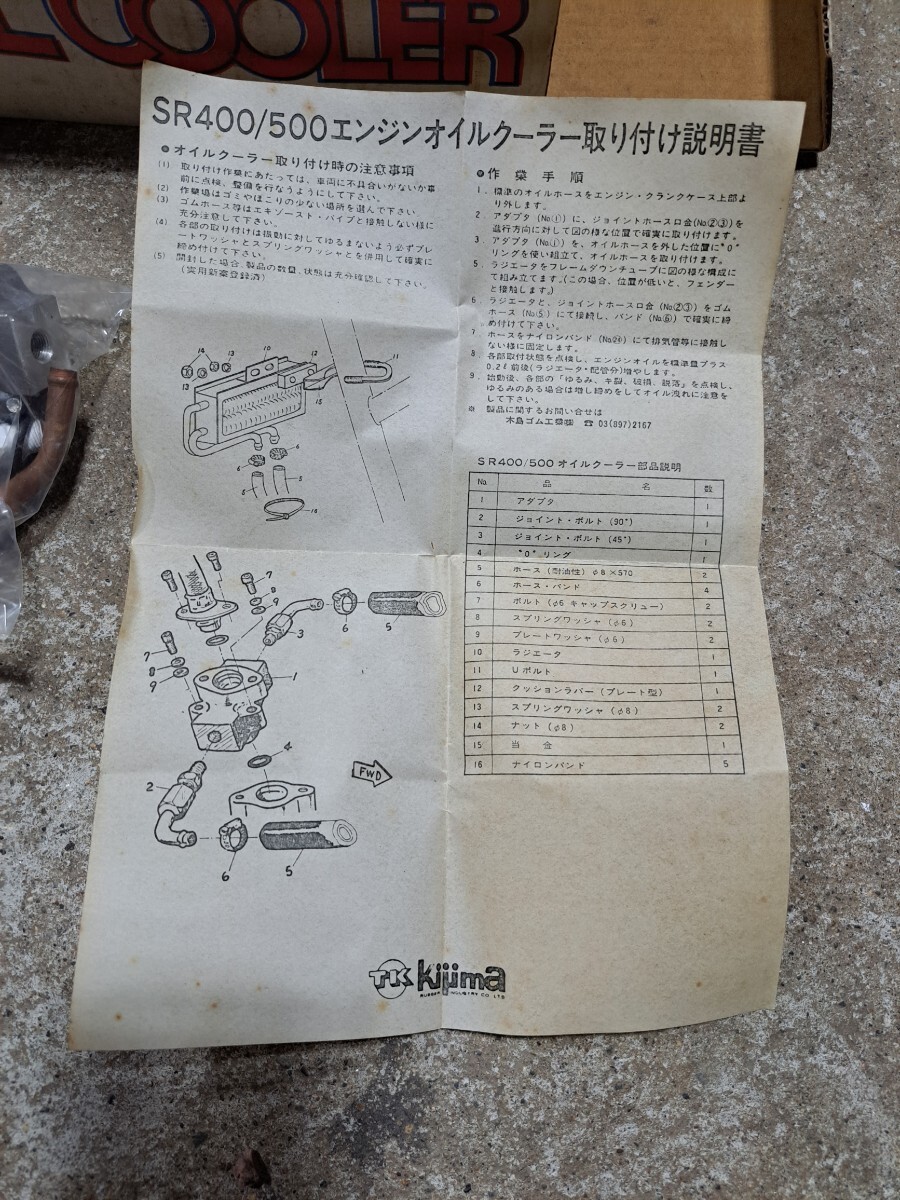 COOLER
SR400/500エンジンオイルクーラー取り付け説明書
●オイルクーラー取り付け時の注意事項
(1) 取り付け作業にあたっては、車両に不具合いがないか事
前に点検、整備を行なうようにして下さい。
(2) 作業場はゴミやほこりの少ない場所を選んで下さい。
(3) ゴムホース等はエキゾースト・パイプと接触しない様に
充分注意して下さい。
(4) 各部の取り付けは振動に対してゆるまないよう必ずプレ
ートワッシャとスプリングワッシャとを併用して確実に
締め付けて下さい。
(5) 開封した場合、製品の数量、状態は充分確認して下さい。
(実用新案登録済)
●作業手順
1. 標準のオイルホースをエンジン・クランクケース上部よ
り外します。
2. アダプタ(No.①)に、ジョイントホース口合(No.②③)を
進行方向に対して図の様な位置で確実に取り付けます。
3. アダプタ(No.①)を、オイルホースを外した位置に"O"
リングを使い組立て、オイルホースを取り付けます。
5. ラジエータをフレームダウンチューブに図の様な構成に
て組み立てます。(この場合、位置が低いと、フェンダー
と接触します。)
6. ラジエータと、ジョイントホース口合(No.②③)をゴム
ホース(No.⑤)にて接続し、バンド(No.⑥)で確実に締
め付けて下さい。
7. ホースをナイロンバンド(No.)にて排気管等に接触し
ない様に固定します。
8. 各部取付状態を点検し、エンジンオイルを標準量プラス
0.2ℓ前後(ラジエータ・配管分)増やします。
9. 始動後、各部の「ゆるみ、キ裂、破損、脱落」を点検し、
ゆるみのある場合は増し締めをしてオイル洩れに注意を
して下さい。
※ 製品に関するお問い合せは
木島ゴム工業㈱ ☎ 03(897)2167
14 13 10 12 11
13 15
6 6
5 5
16
SR400/500 オイルクーラー部品説明
No. 品名 数
1 アダプタ 1
2 ジョイント・ボルト(90°) 1
3 ジョイント・ボルト(45°) 1
4 "O"リング 1
5 ホース(耐油性)φ8×570 2
6 ホース・バンド 4
7 ボルト(φ6 キャップスクリュー) 2
8 スプリングワッシャ(φ6) 2
9 プレートワッシャ(φ6) 2
10 ラジエータ 1
11 Uボルト 1
12 クッションラバー(プレート型) 1
13 スプリングワッシャ(φ8) 2
14 ナット(φ8) 2
15 当金 1
16 ナイロンバンド 5
7
8
9
3 6 5
7
8
9
1
4
2
FWD
6 5
TK kijima
RUBBER INDUSTRY CO LTD